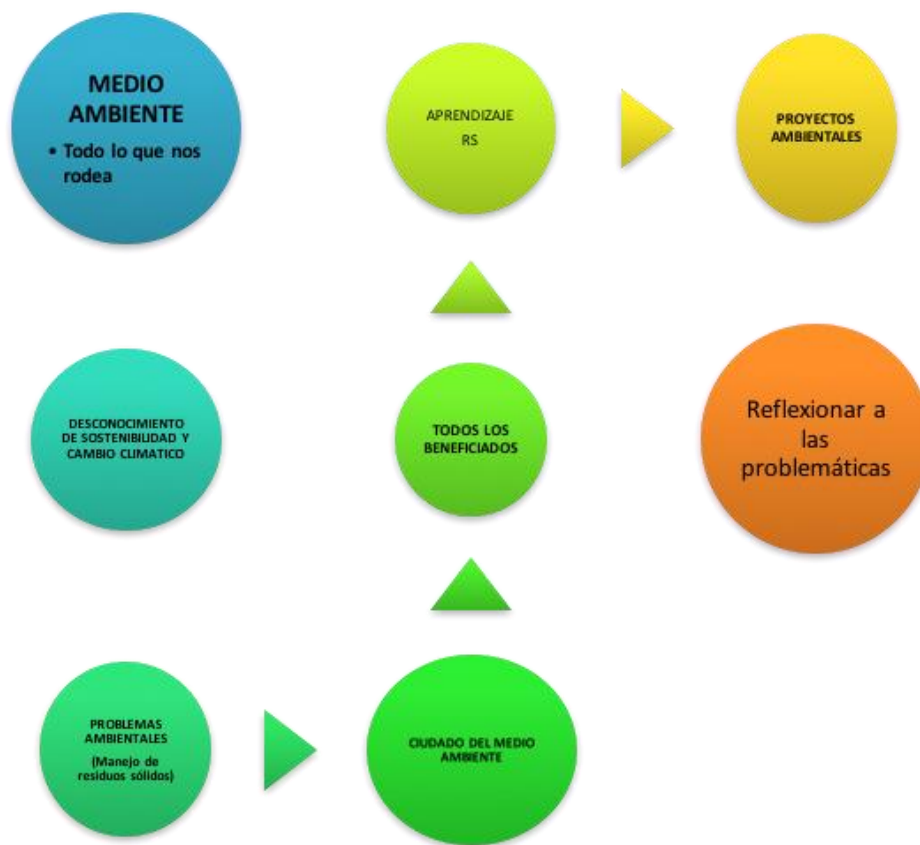 MEDIO
AMBIENTE
• Todo lo que nos
rodea
DESCONOCIMIENTO
DE SOSTENIBILIDAD Y
CAMBIO CLIMATICO
PROBLEMAS
AMBIENTALES
(Manejo de
residuos sólidos)
CIUDADO DEL MEDIO
AMBIENTE
TODOS LOS
BENEFICIADOS
APRENDIZAJE
RS
PROYECTOS
AMBIENTALES
Reflexionar a
las
problemáticas